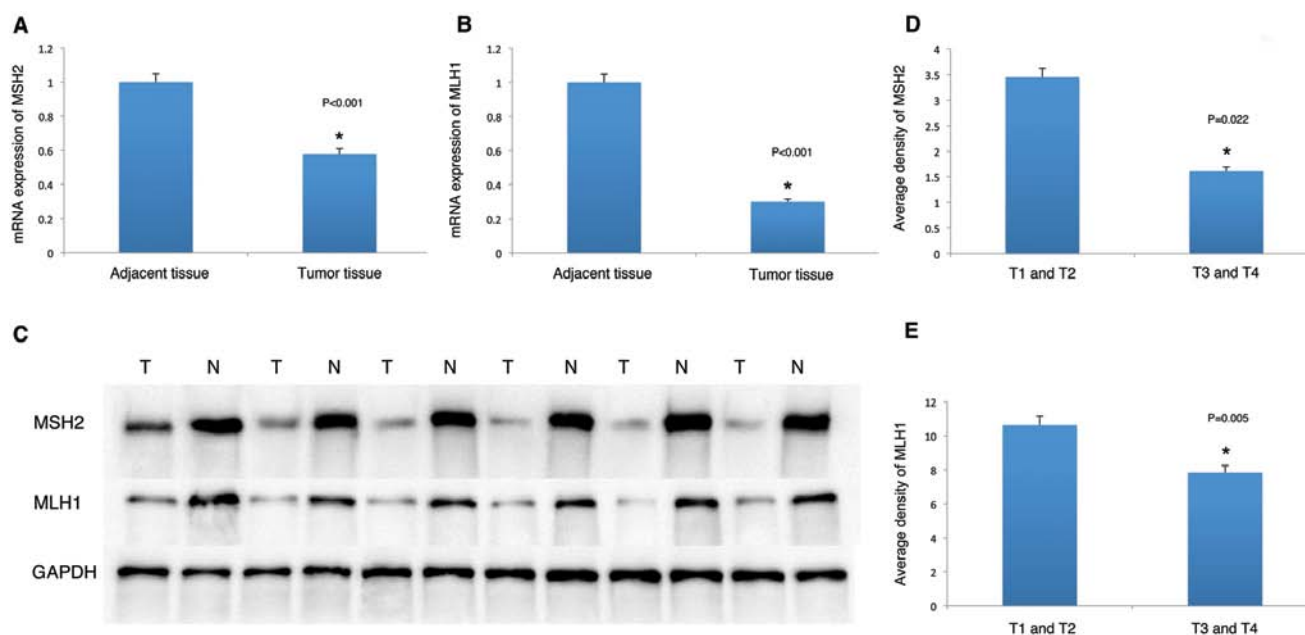 A
mRNA expression of MSH2
1.2
1
0.8
0.6
0.4
0.2
0
P<0.001
*
Adjacent tissue
Tumor tissue
B
mRNA expression of MLH1
1.2
1
0.8
0.6
0.4
0.2
0
P<0.001
*
Adjacent tissue
Tumor tissue
D
Average density of MSH2
4
3.5
3
2.5
2
1.5
1
0.5
0
P=0.022
*
T1 and T2
T3 and T4
C
T N T N T N T N T N T N
MSH2
MLH1
GAPDH
E
Average density of MLH1
12
10
8
6
4
2
0
P=0.005
*
T1 and T2
T3 and T4